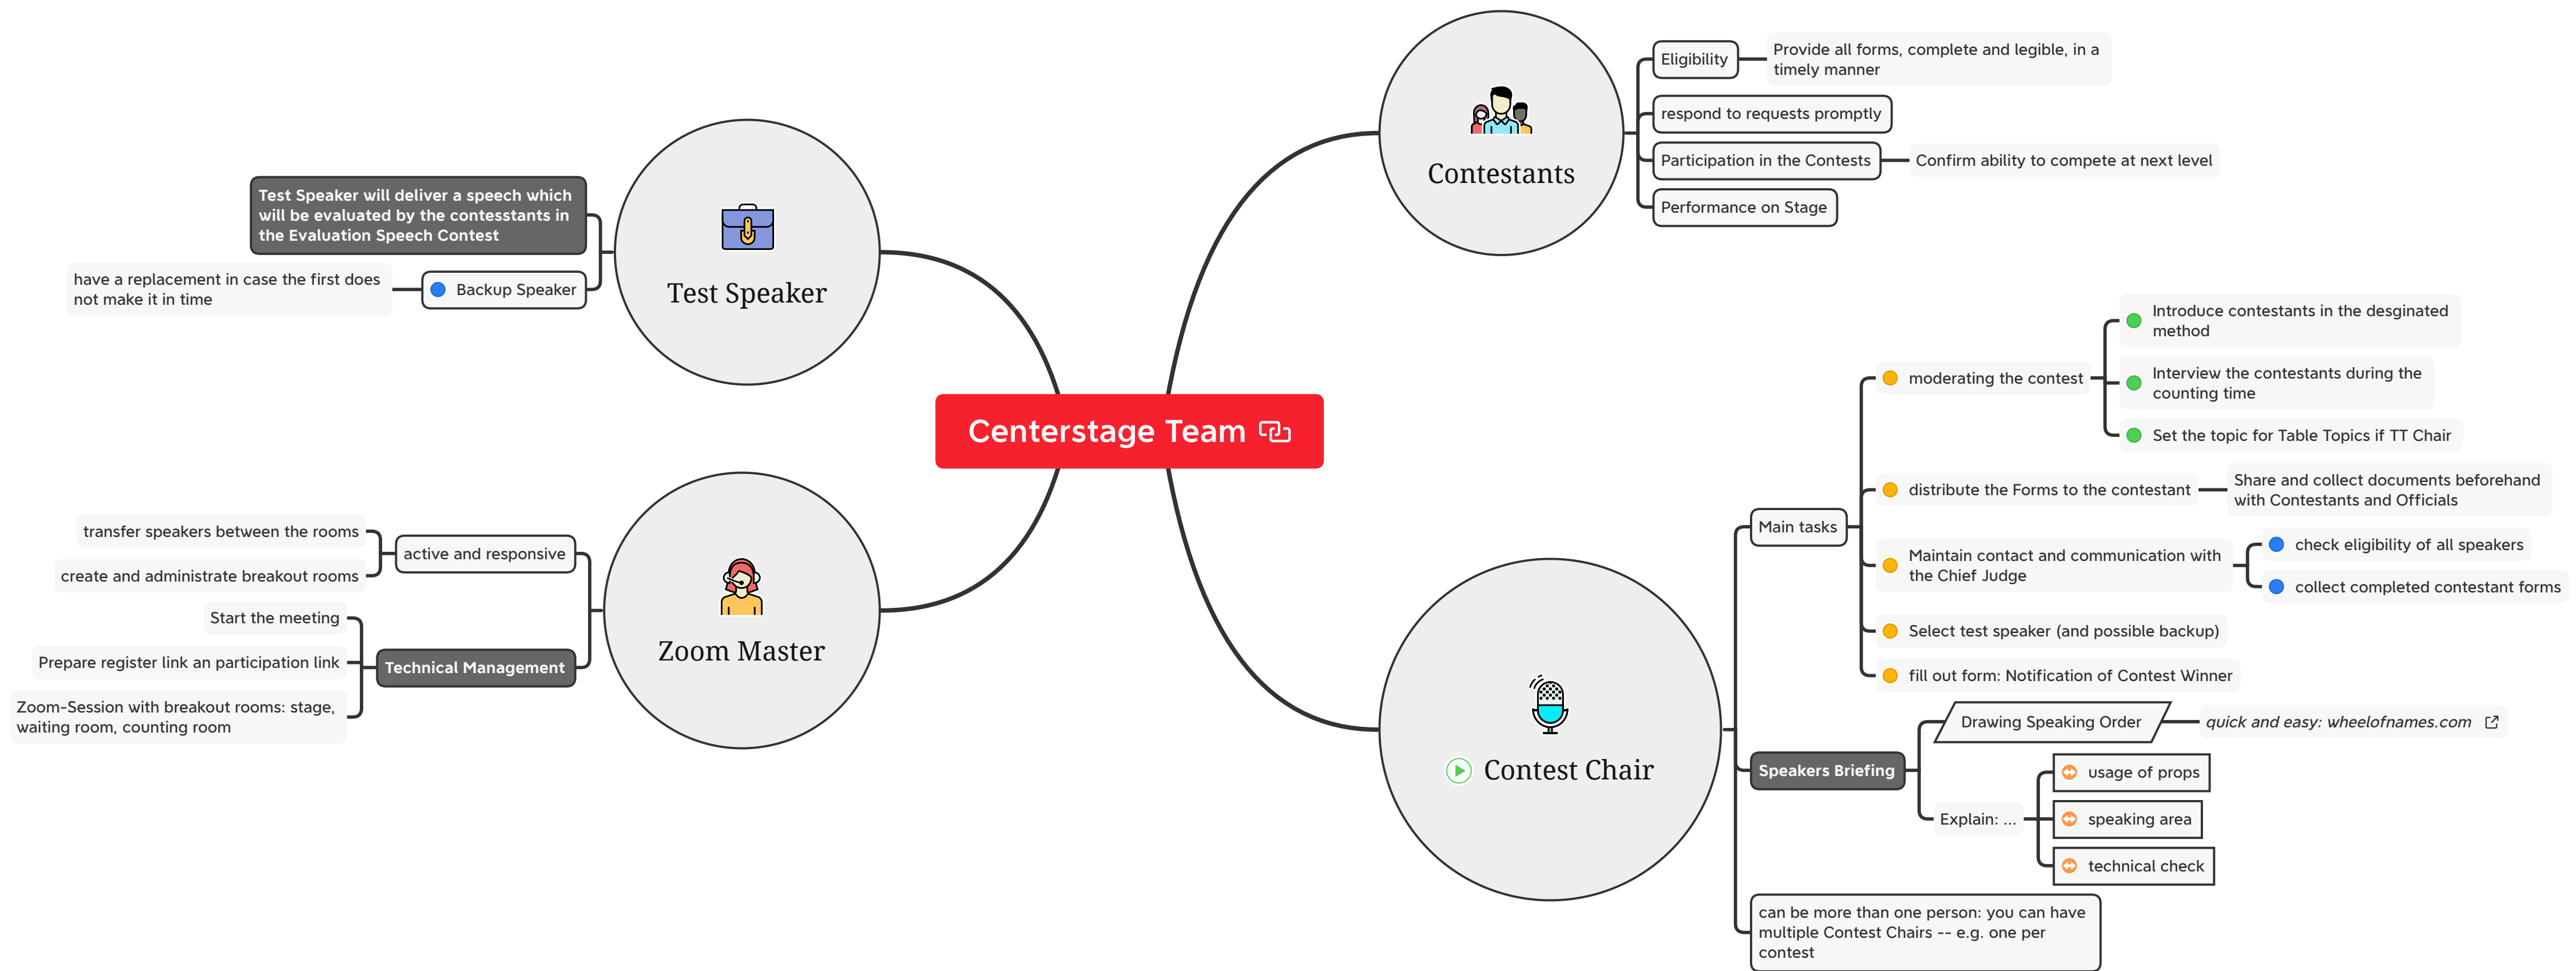 Centerstage Team
Contestants
Eligibility
Provide all forms, complete and legible, in a
timely manner
respond to requests promptly
Participation in the Contests
Confirm ability to compete at next level
Performance on Stage
Contest Chair
Main tasks
moderating the contest
Introduce contestants in the desginated
method
Interview the contestants during the
counting time
Set the topic for Table Topics if TT Chair
distribute the Forms to the contestant
Share and collect documents beforehand
with Contestants and Officials
Maintain contact and communication with
the Chief Judge
check eligibility of all speakers
collect completed contestant forms
Select test speaker (and possible backup)
fill out form: Notification of Contest Winner
Speakers Briefing
Drawing Speaking Order
quick and easy: wheelofnames.com
Explain: ...
usage of props
speaking area
technical check
can be more than one person: you can have
multiple Contest Chairs -- e.g. one per
contest
Test Speaker
Test Speaker will deliver a speech which
will be evaluated by the contesstants in
the Evaluation Speech Contest
Backup Speaker
have a replacement in case the first does
not make it in time
Zoom Master
active and responsive
transfer speakers between the rooms
create and administrate breakout rooms
Technical Management
Start the meeting
Prepare register link an participation link
Zoom-Session with breakout rooms: stage,
waiting room, counting room